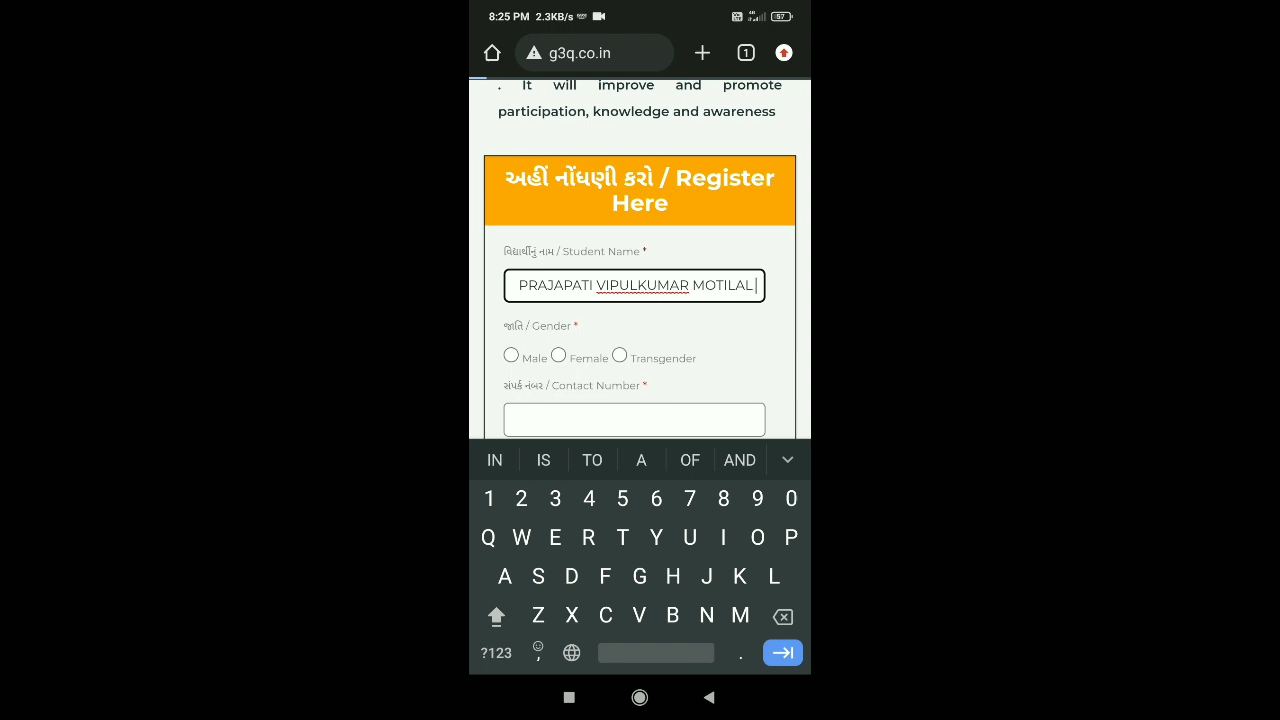 8:25 PM 2.3KB/s 57
g3q.co.in 1
. It will improve and promote
participation, knowledge and awareness
અહીં નોંધણી કરો / Register
Here
વિદ્યાર્થીનું નામ / Student Name *
PRAJAPATI VIPULKUMAR MOTILAL
જાતિ / Gender *
Male Female Transgender
સંપર્ક નંબર / Contact Number *
IN IS TO A OF AND
1 2 3 4 5 6 7 8 9 0
Q W E R T Y U I O P
A S D F G H J K L
Z X C V B N M
?123 , .